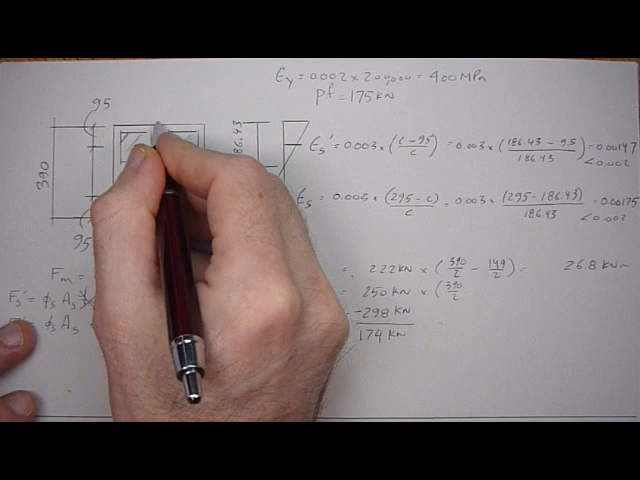 εy = 0.002 x 200,000 = 400 MPa
Pf = 175 kN
95
390
95
86.43
εs' = 0.003 x (c - 95)/c = 0.003 x (186.43 - 95)/186.43 = 0.00147 < 0.002
εs = 0.003 x (295 - c)/c = 0.003 x (295 - 186.43)/186.43 = 0.00175 < 0.002
Fm = = 222 kN x (390/2 - 149/2) = 26.8 kNm
Fs' = ϕs As = 250 kN x (390/2
ϕs As -298 kN
174 kN